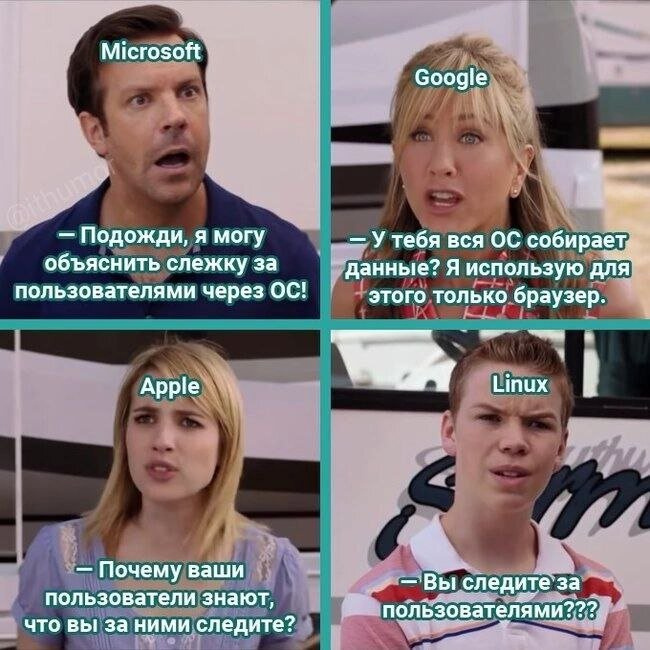 Microsoft
@ithumor
— Подожди, я могу
объяснить слежку за
пользователями через ОС!
Google
— У тебя вся ОС собирает
данные? Я использую для
этого только браузер.
Apple
— Почему ваши
пользователи знают,
что вы за ними следите?
Linux
— Вы следите за
пользователями???